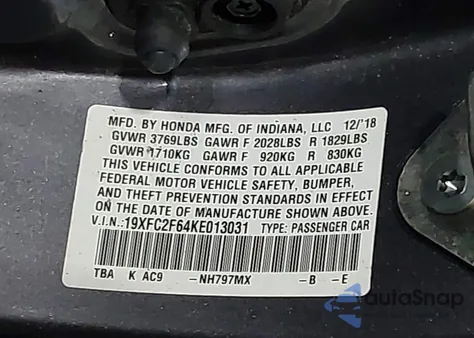 MFD. BY HONDA MFG. OF INDIANA, LLC 12/'18
GVWR 3769LBS GAWR F 2028LBS R 1829LBS
GVWR 1710KG GAWR F 920KG R 830KG
THIS VEHICLE CONFORMS TO ALL APPLICABLE
FEDERAL MOTOR VEHICLE SAFETY, BUMPER,
AND THEFT PREVENTION STANDARDS IN EFFECT
ON THE DATE OF MANUFACTURE SHOWN ABOVE.
V.I.N.:19XFC2F64KE013031 TYPE: PASSENGER CAR
TBA K AC9 -NH797MX -B -E
autoSnap